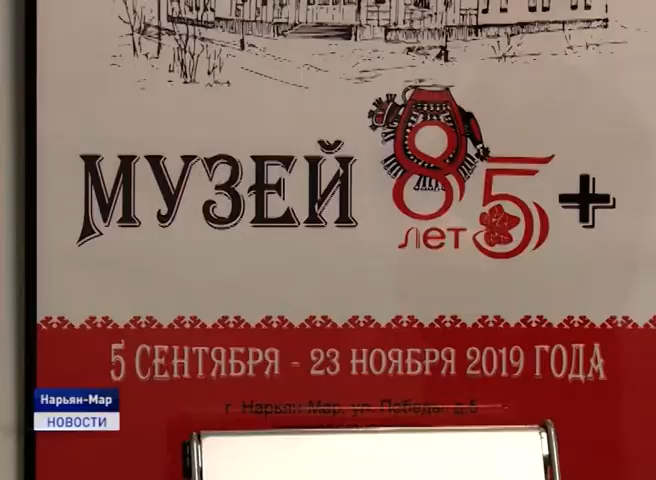 МУЗЕЙ 85+
лет
5 СЕНТЯБРЯ - 23 НОЯБРЯ 2019 ГОДА
г. Нарьян-Мар, ул. Победы, д.5
Нарьян-Мар
НОВОСТИ